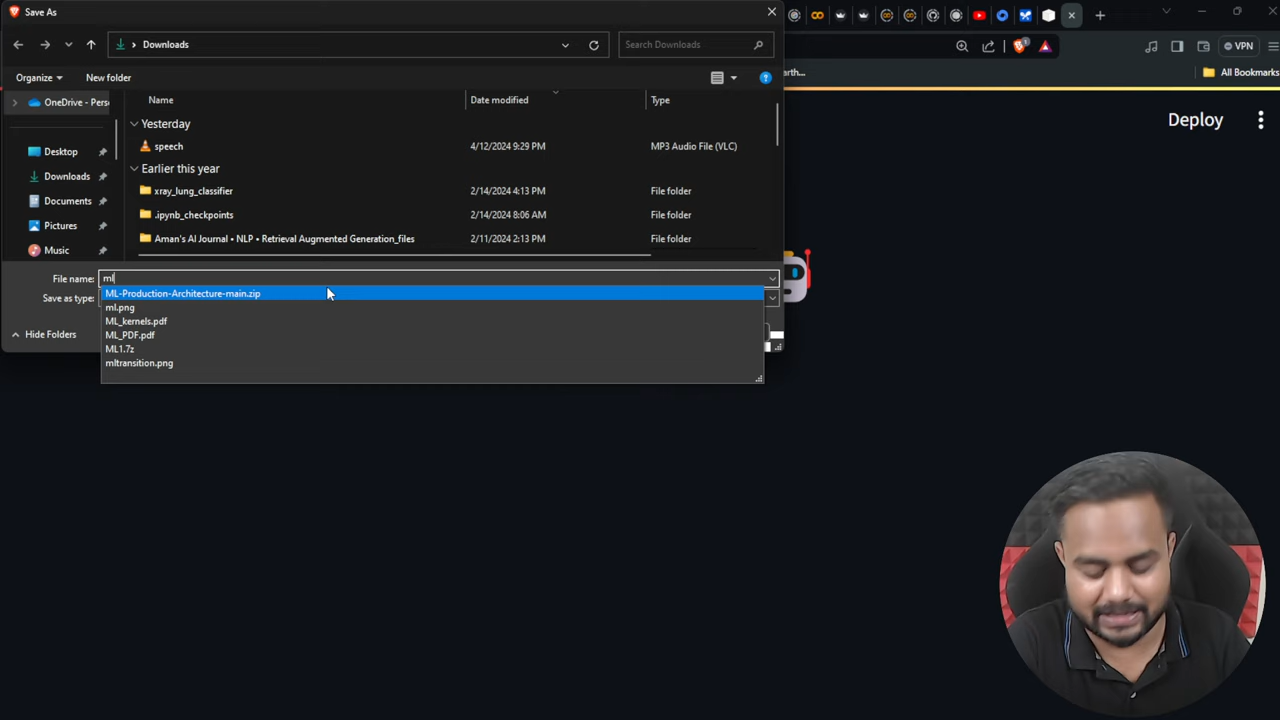 Save As
VPN
Downloads
Search Downloads
arth...
All Bookmarks
Organize
New folder
OneDrive - Pers
Name
Date modified
Type
Deploy
Yesterday
speech
4/12/2024 9:29 PM
MP3 Audio File (VLC)
Desktop
Earlier this year
Downloads
xray_lung_classifier
2/14/2024 4:13 PM
File folder
Documents
.ipynb_checkpoints
2/14/2024 8:06 AM
File folder
Pictures
Aman's AI Journal • NLP • Retrieval Augmented Generation_files
2/11/2024 2:13 PM
File folder
Music
File name:
ml
Save as type:
ML-Production-Architecture-main.zip
ml.png
ML_kernels.pdf
Hide Folders
ML_PDF.pdf
ML1.7z
mltransition.png